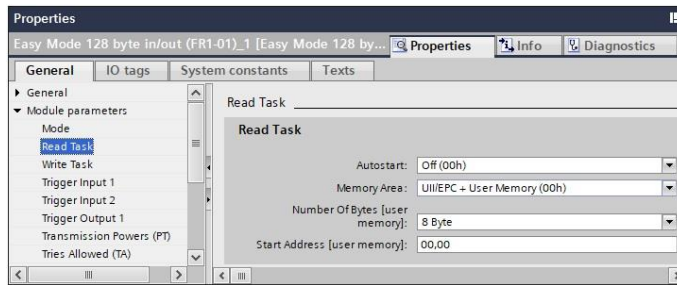 Properties
Easy Mode 128 byte in/out (FR1-01)_1 [Easy Mode 128 by...
Properties
Info
Diagnostics
General
IO tags
System constants
Texts
General
Module parameters
Mode
Read Task
Write Task
Trigger Input 1
Trigger Input 2
Trigger Output 1
Transmission Powers (PT)
Tries Allowed (TA)
Read Task
Read Task
Autostart: Off (00h)
Memory Area: UII/EPC + User Memory (00h)
Number Of Bytes [user
memory]: 8 Byte
Start Address [user memory]: 00,00